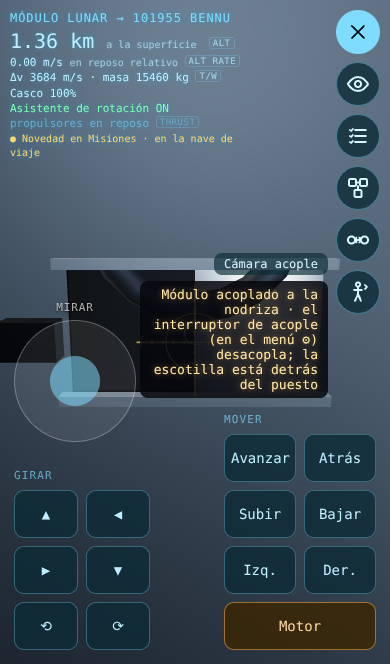 MÓDULO LUNAR → 101955 BENNU
1.36 km a la superficie ALT
0.00 m/s en reposo relativo ALT RATE
Δv 3684 m/s · masa 15460 kg T/W
Casco 100%
Asistente de rotación ON
propulsores en reposo THRUST
● Novedad en Misiones · en la nave de
viaje
Cámara acople
Módulo acoplado a la
nodriza · el
interruptor de acople
(en el menú ⚙)
desacopla; la
escotilla está detrás
del puesto
MIRAR
MOVER
Avanzar Atrás
GIRAR
▲ ◀ Subir Bajar
▶ ▼ Izq. Der.
⟲ ⟳ Motor